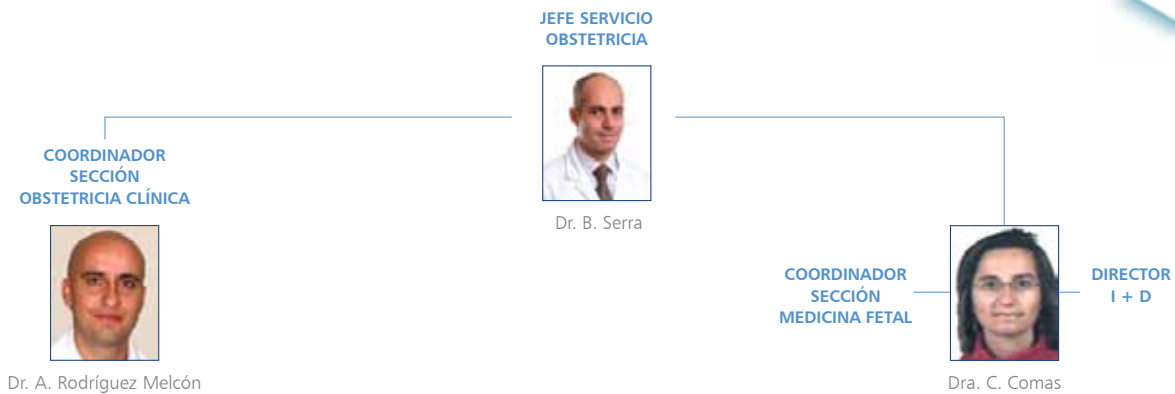 JEFE SERVICIO
OBSTETRICIA
Dr. B. Serra
COORDINADOR
SECCIÓN
OBSTETRICIA CLÍNICA
Dr. A. Rodríguez Melcón
COORDINADOR
SECCIÓN
MEDICINA FETAL
DIRECTOR
I + D
Dra. C. Comas